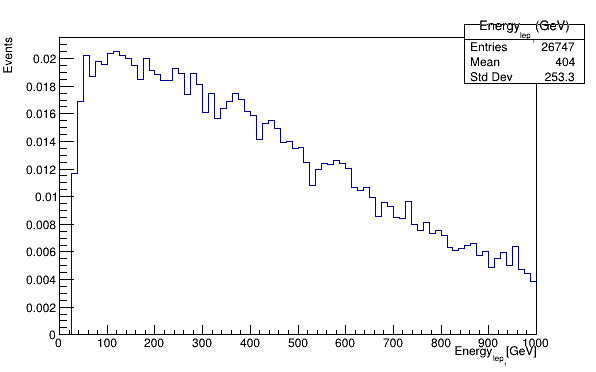 Energy_lep_1 (GeV)
Entries 26747
Mean 404
Std Dev 253.3
Events
0.02
0.018
0.016
0.014
0.012
0.01
0.008
0.006
0.004
0.002
0
0 100 200 300 400 500 600 700 800 900 1000
Energy_lep_1 [GeV]